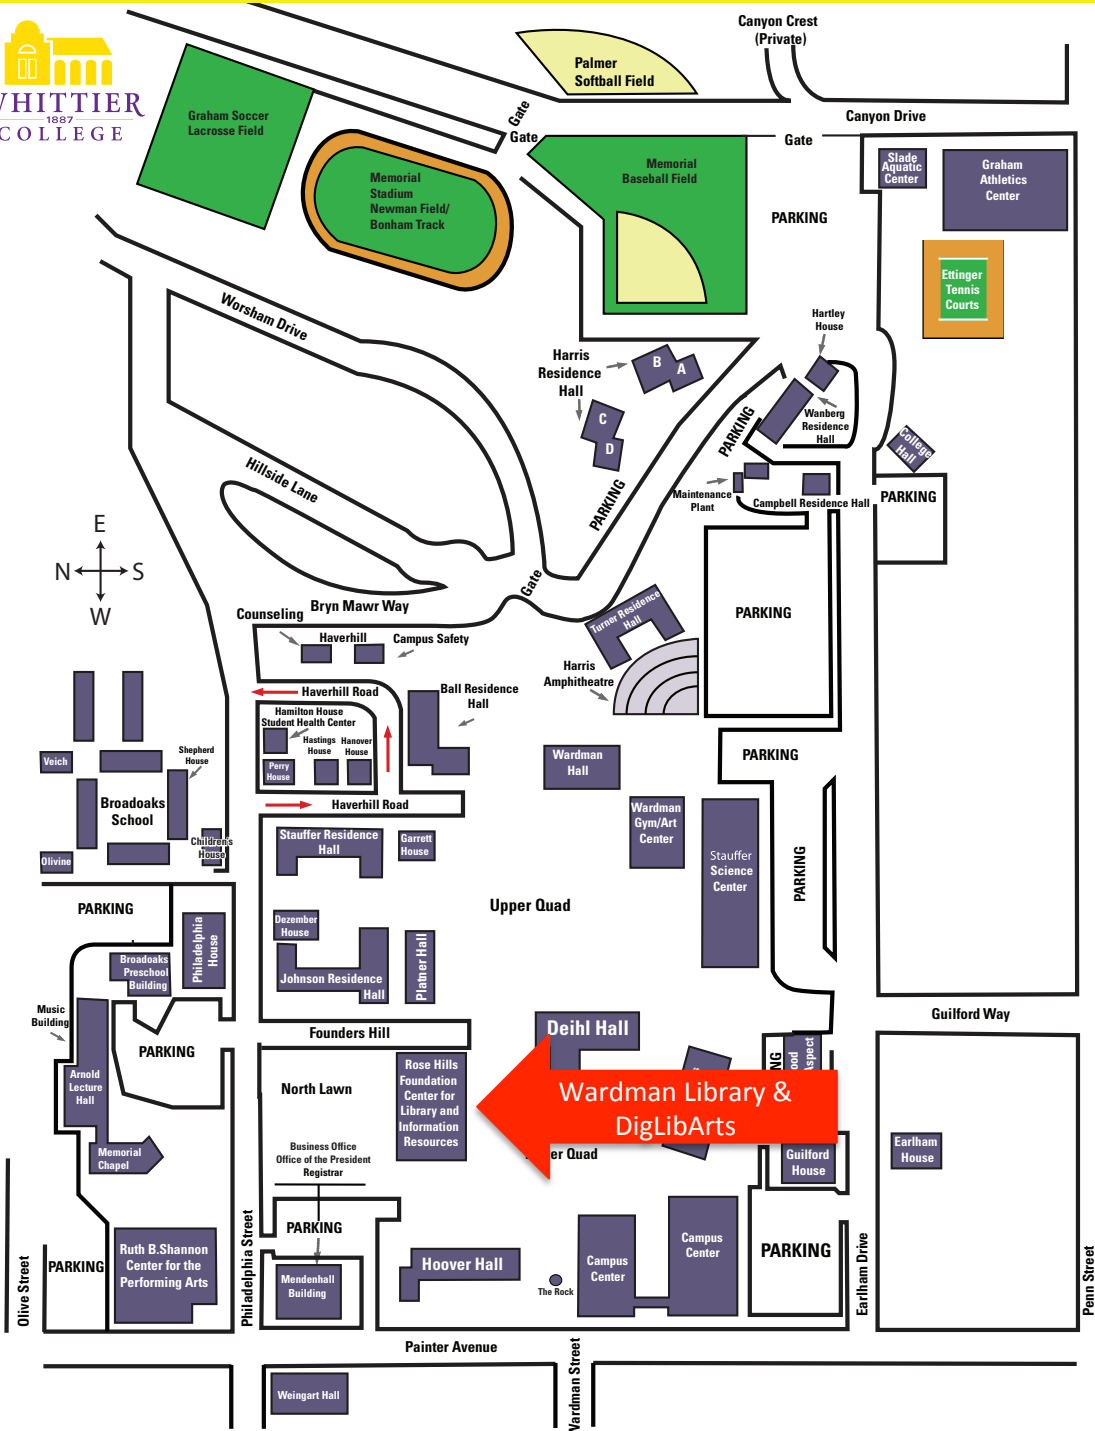 Canyon Crest
(Private)
WHITTIER
1887
COLLEGE
Palmer
Softball Field
Graham Soccer
Lacrosse Field
Gate
Gate
Canyon Drive
Gate
Memorial
Baseball Field
Memorial
Stadium
Newman Field/
Bonham Track
Slade
Aquatic
Center
Graham
Athletics
Center
PARKING
Ettinger
Tennis
Courts
Worsham Drive
Hartley
House
Harris
Residence
Hall
B
A
C
D
Wanberg
Residence
Hall
PARKING
College
Hall
Hillside Lane
PARKING
Maintenance
Plant
Campbell Residence Hall
PARKING
E
N
S
W
Gate
Bryn Mawr Way
Counseling
Haverhill
Campus Safety
Turner Residence
Hall
PARKING
Harris
Amphitheatre
Haverhill Road
Ball Residence
Hall
Hamilton House
Student Health Center
Hastings
House
Hanover
House
Perry
House
Haverhill Road
Veich
Shepherd
House
Broadoaks
School
Children's
House
Olivine
Wardman
Hall
PARKING
Wardman
Gym/Art
Center
Stauffer
Science
Center
PARKING
Stauffer Residence
Hall
Garrett
House
Upper Quad
PARKING
Philadelphia
House
Broadoaks
Preschool
Building
Dezember
House
Johnson Residence
Hall
Platner Hall
Music
Building
PARKING
Arnold
Lecture
Hall
Memorial
Chapel
Founders Hill
Deihl Hall
Guilford Way
North Lawn
Rose Hills
Foundation
Center for
Library and
Information
Resources
Wardman Library &
DigLibArts
Guilford
House
Earlham
House
Quad
Business Office
Office of the President
Registrar
PARKING
Ruth B.Shannon
Center for the
Performing Arts
PARKING
Olive Street
Philadelphia Street
Mendenhall
Building
Hoover Hall
The Rock
Campus
Center
Campus
Center
PARKING
Earlham Drive
Penn Street
Painter Avenue
Weingart Hall
Wardman Street